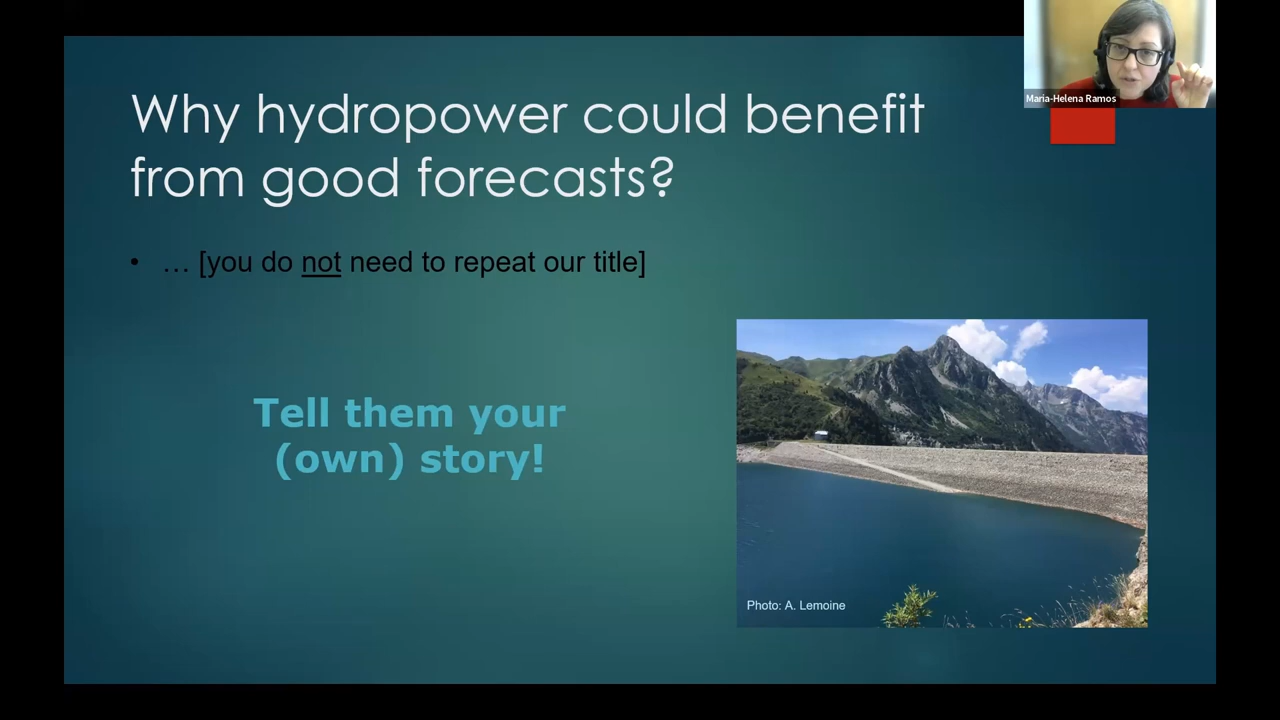 Why hydropower could benefit
from good forecasts?
• … [you do not need to repeat our title]
Tell them your
(own) story!
Photo: A. Lemoine
Maria-Helena Ramos